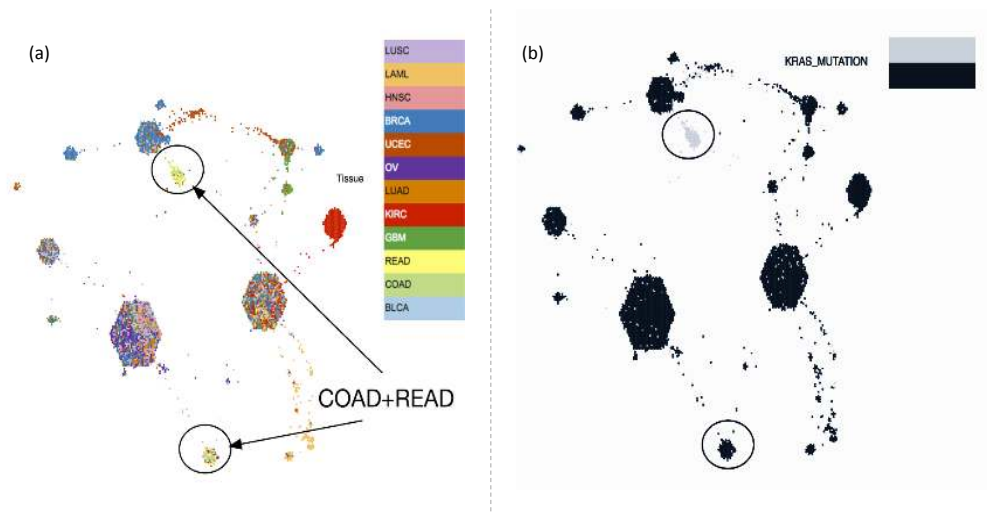 (a)
LUSC
LAML
HNSC
BRCA
UCEC
OV
Tissue
LUAD
KIRC
GBM
READ
COAD
BLCA
COAD+READ
(b)
KRAS_MUTATION